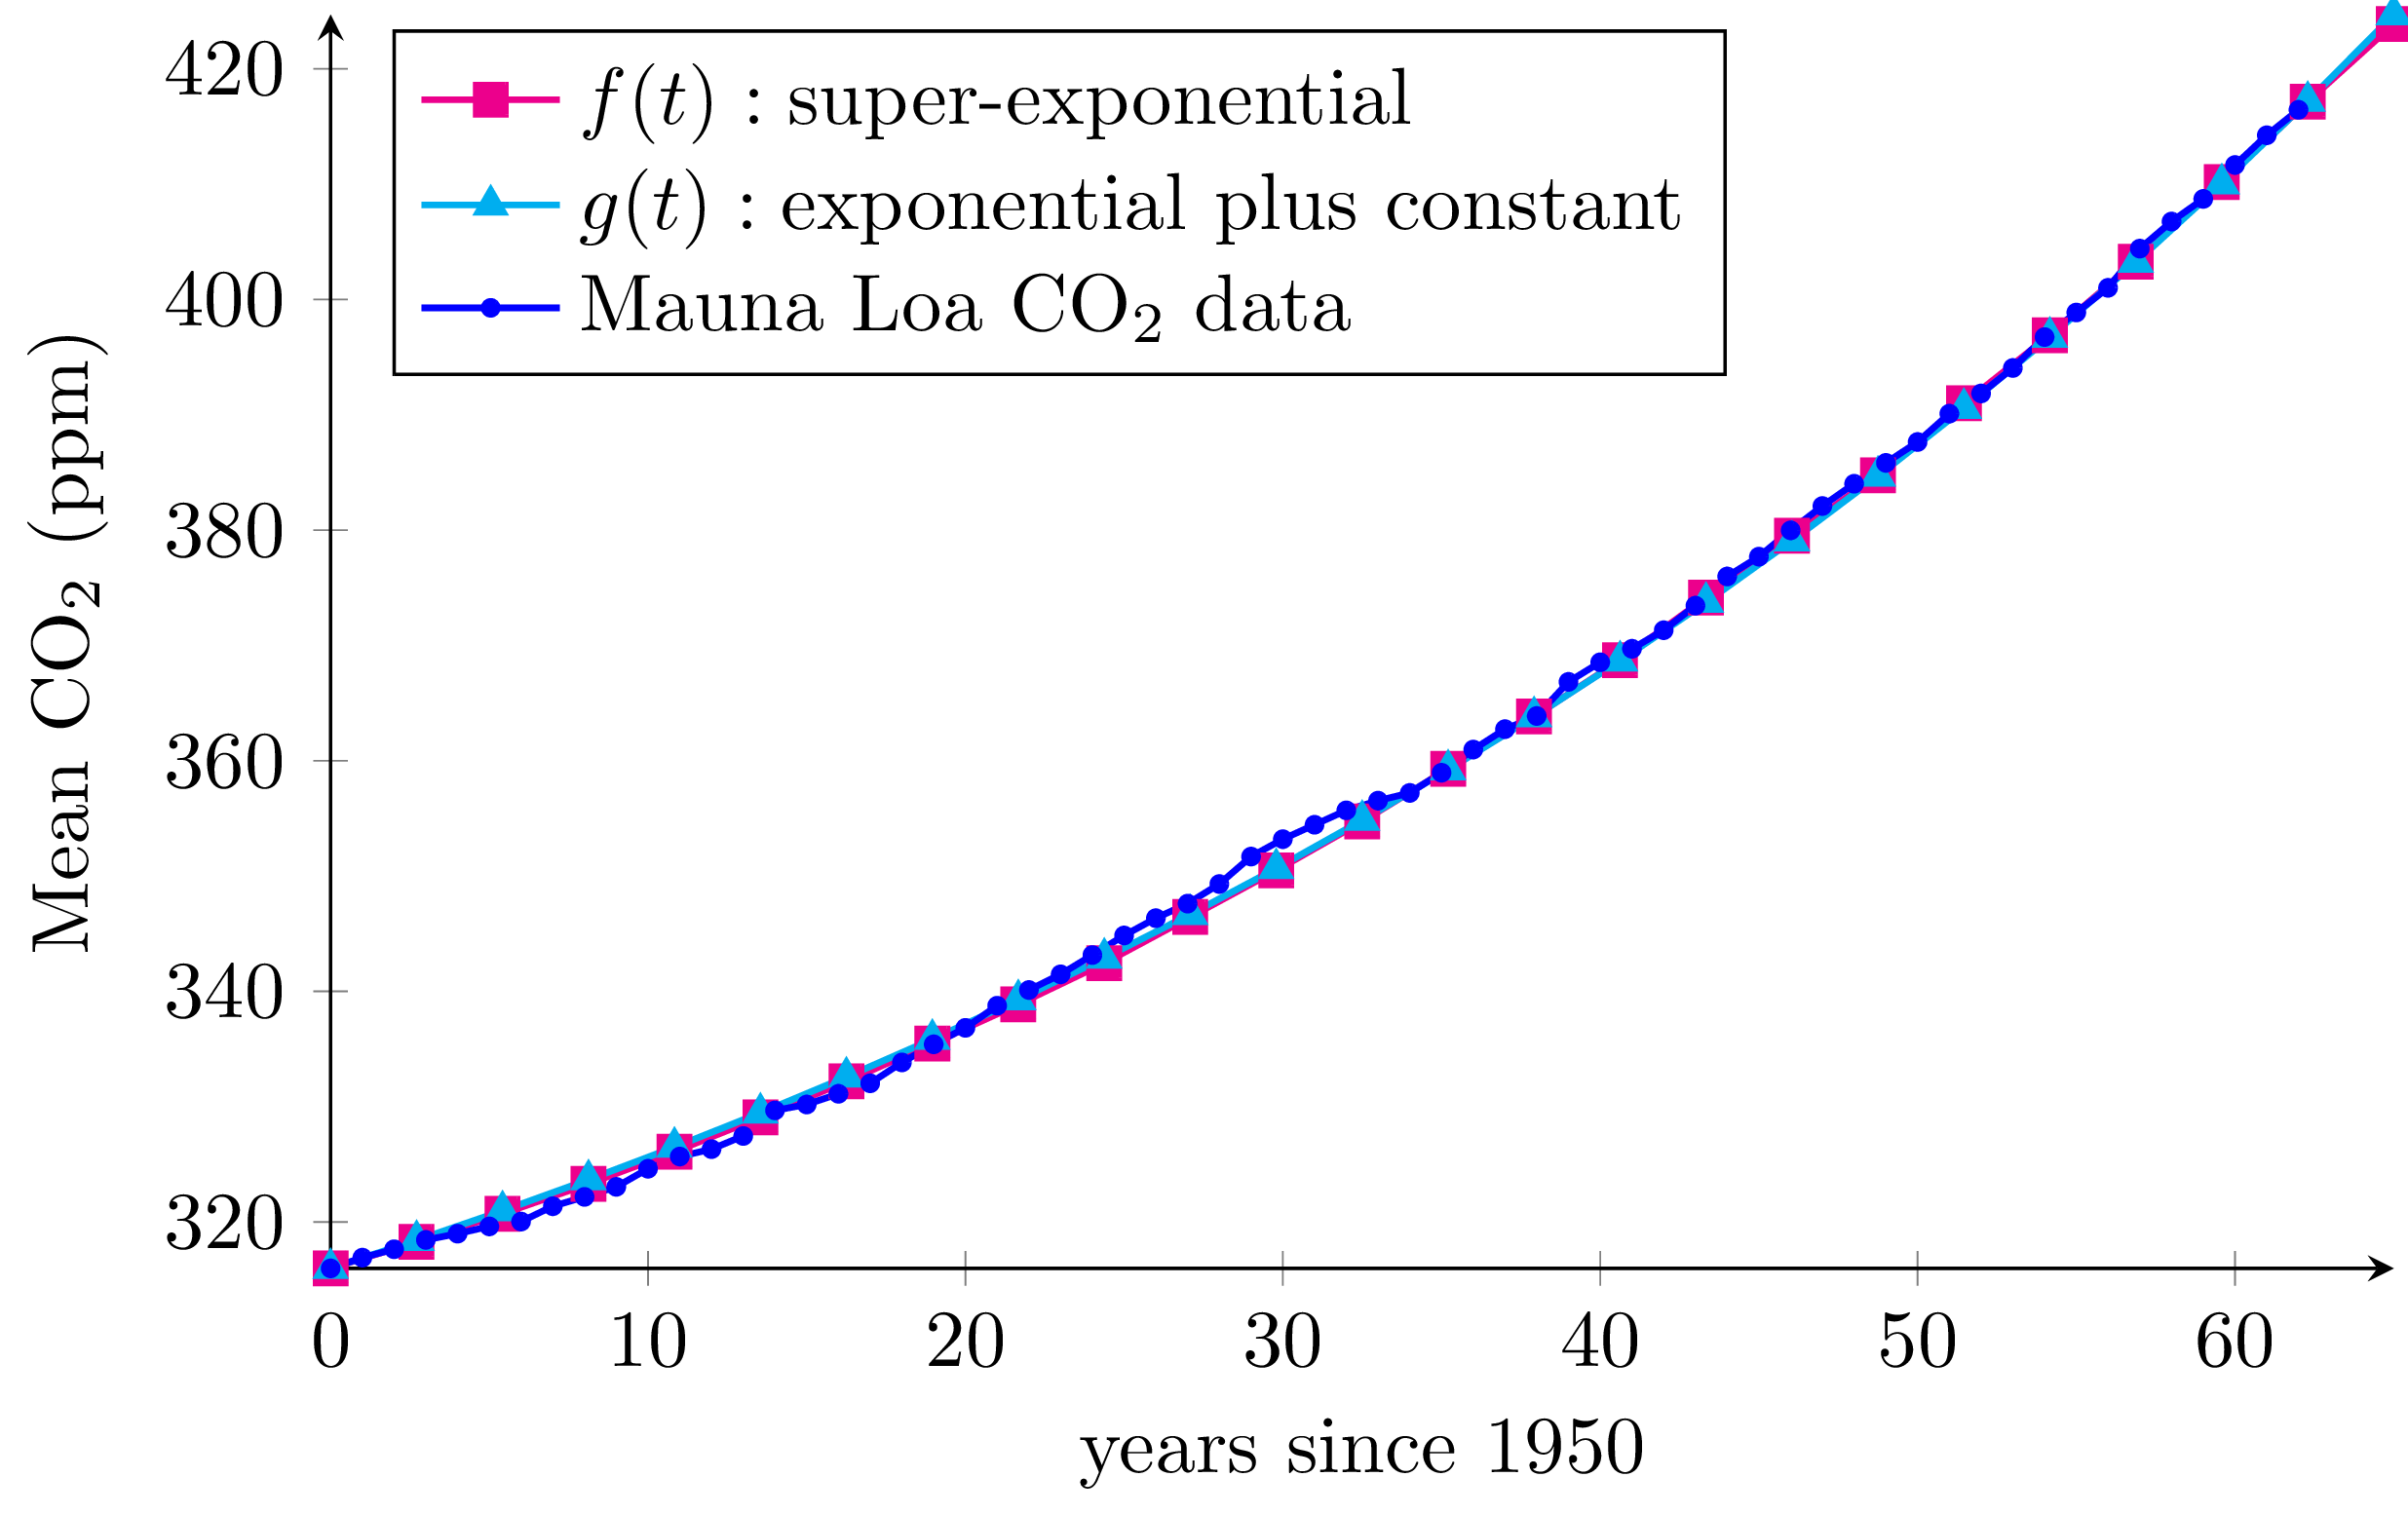 420
400
380
360
340
320
Mean CO₂ (ppm)
f(t) : super-exponential
g(t) : exponential plus constant
Mauna Loa CO₂ data
0 10 20 30 40 50 60
years since 1950